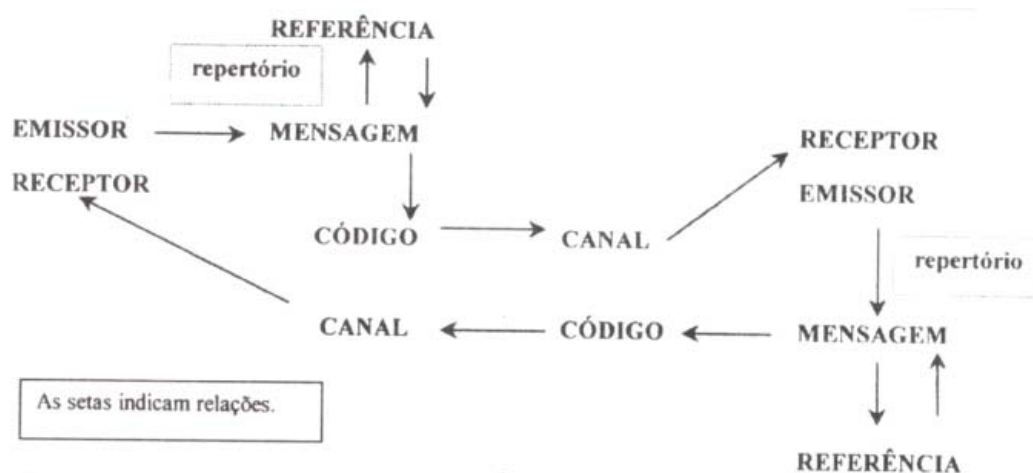 REFERÊNCIA
repertório
EMISSOR
MENSAGEM
RECEPTOR
RECEPTOR
EMISSOR
CÓDIGO
CANAL
repertório
CANAL
CÓDIGO
MENSAGEM
As setas indicam relações.
REFERÊNCIA